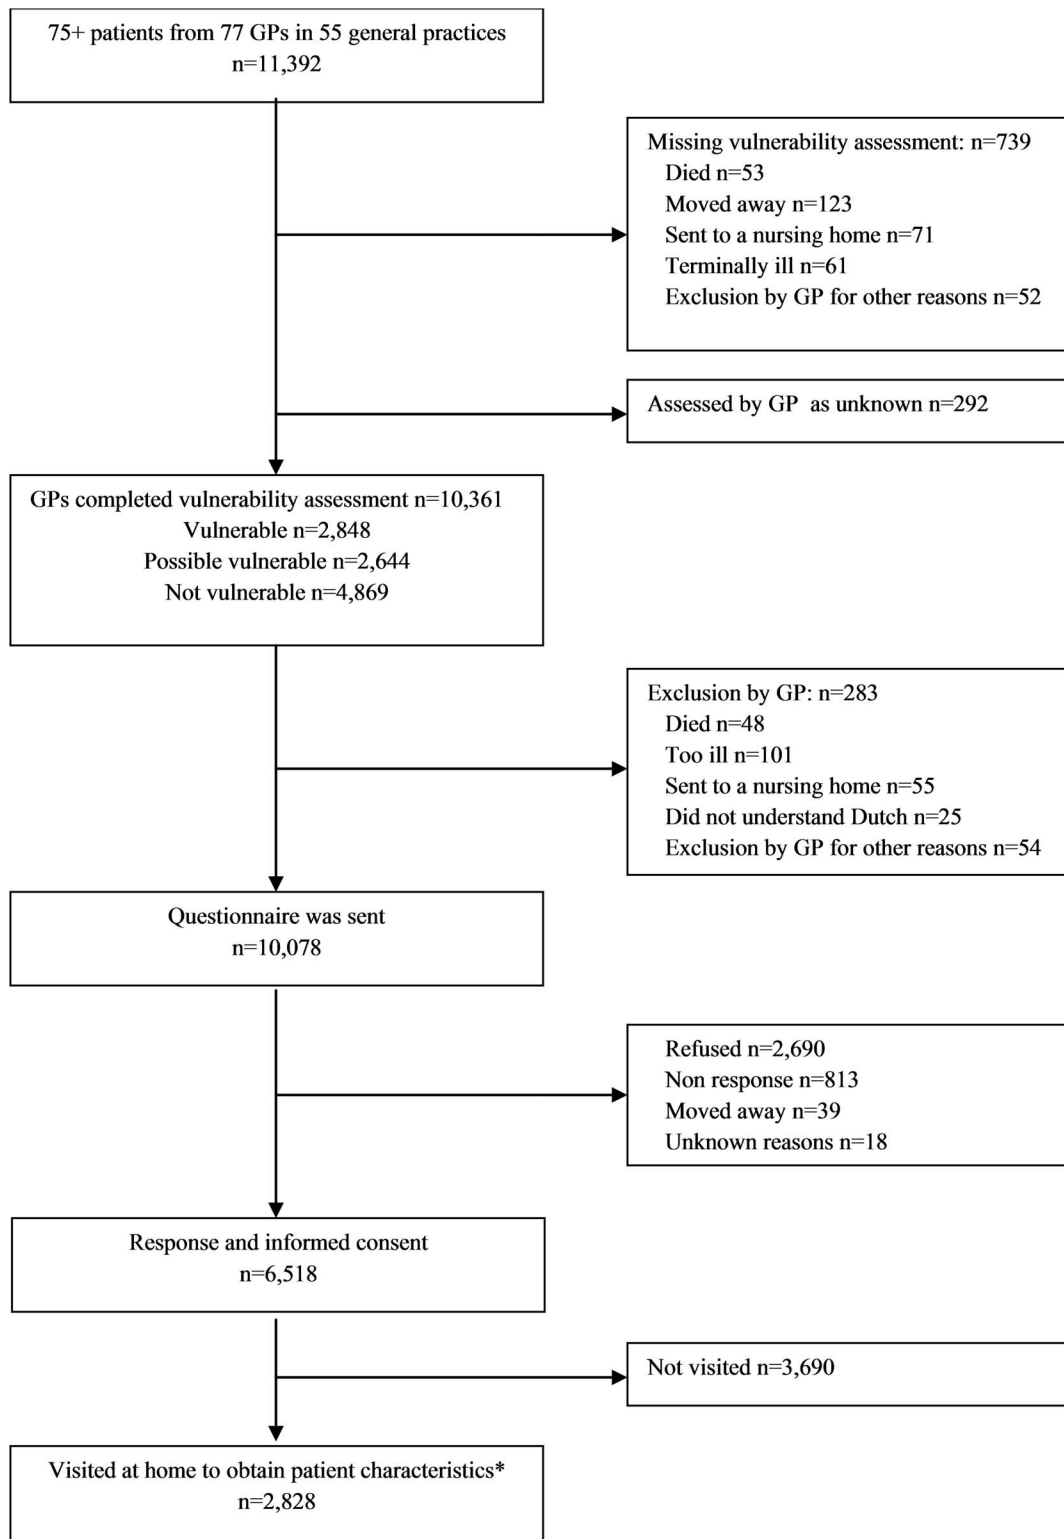 75+ patients from 77 GPs in 55 general practices
n=11,392
Missing vulnerability assessment: n=739
Died n=53
Moved away n=123
Sent to a nursing home n=71
Terminally ill n=61
Exclusion by GP for other reasons n=52
Assessed by GP as unknown n=292
GPs completed vulnerability assessment n=10,361
Vulnerable n=2,848
Possible vulnerable n=2,644
Not vulnerable n=4,869
Exclusion by GP: n=283
Died n=48
Too ill n=101
Sent to a nursing home n=55
Did not understand Dutch n=25
Exclusion by GP for other reasons n=54
Questionnaire was sent
n=10,078
Refused n=2,690
Non response n=813
Moved away n=39
Unknown reasons n=18
Response and informed consent
n=6,518
Not visited n=3,690
Visited at home to obtain patient characteristics*
n=2,828